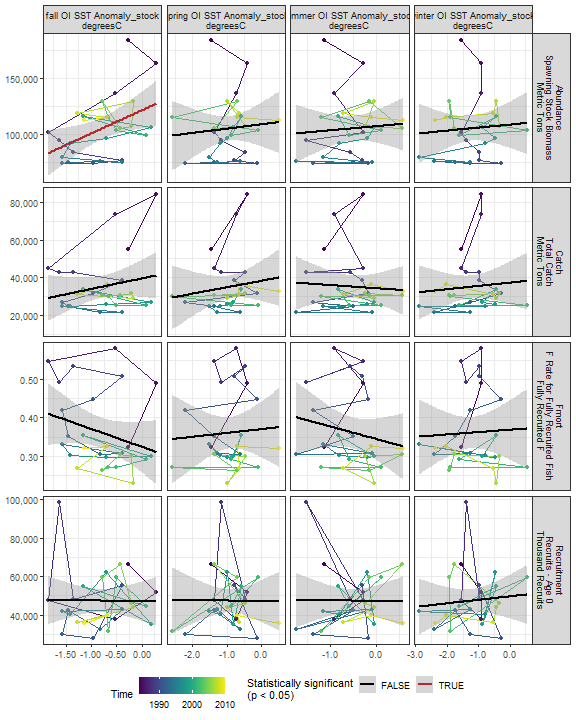 fall OI SST Anomaly_stock
degreesC
pring OI SST Anomaly_stock
degreesC
mmer OI SST Anomaly_stock
degreesC
vinter OI SST Anomaly_stock
degreesC
150,000
100,000
Abundance
Spawning Stock Biomass
Metric Tons
80,000
60,000
40,000
20,000
Catch
Total Catch
Metric Tons
0.50
0.40
0.30
Fmort
F Rate for Fully Recruited Fish
Fully Recruited F
100,000
80,000
60,000
40,000
Recruitment
Recruits - Age 0
Thousand Recruits
-1.50 -1.00 -0.50 0.00
-2.0 -1.0 0.0
-1.0 0.0
-3.0 -2.0 -1.0 0.0
Time
1990 2000 2010
Statistically significant
(p < 0.05)
FALSE
TRUE